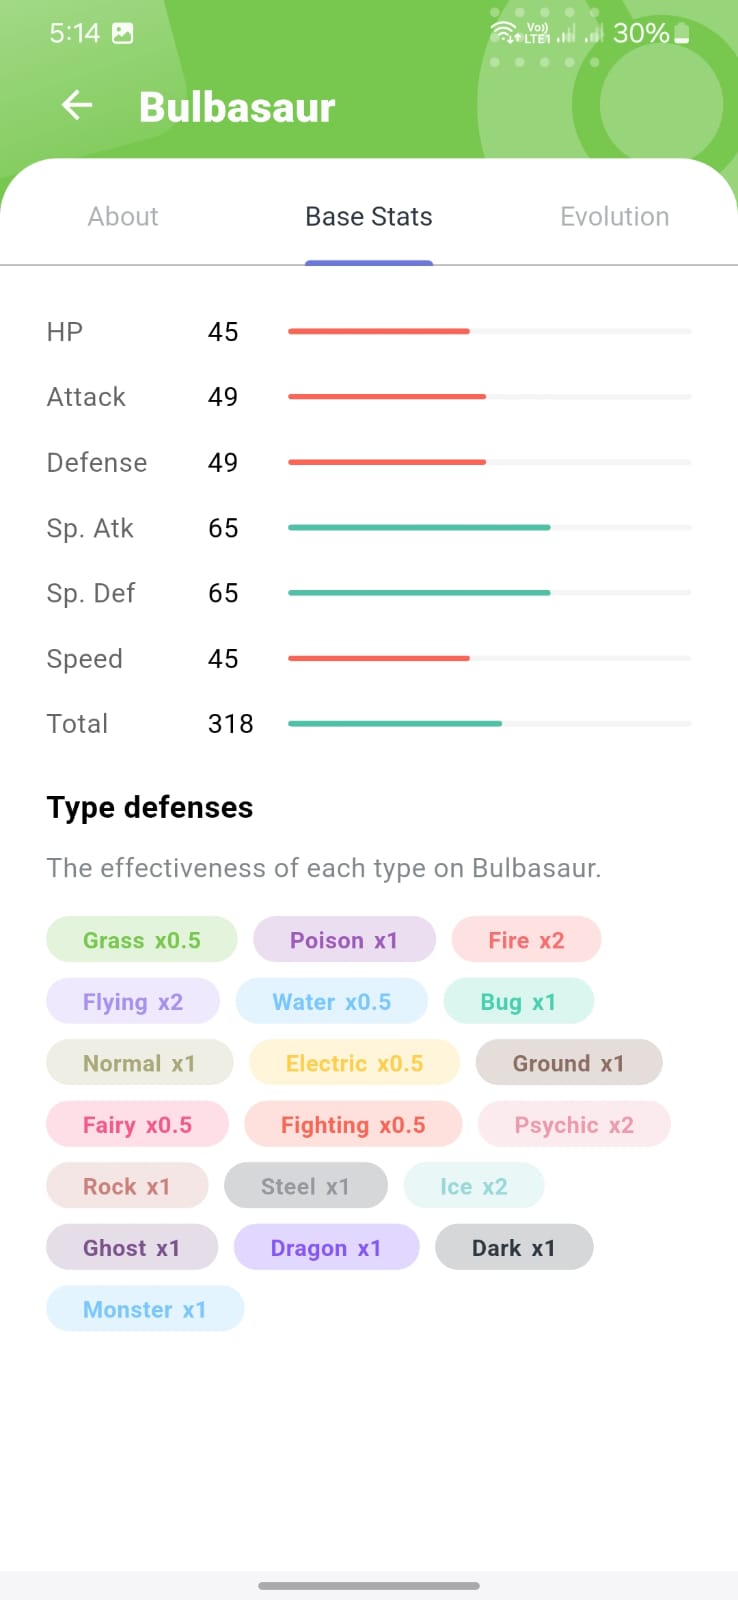 5:14 Vo)) LTE1 30%
Bulbasaur
About Base Stats Evolution
HP 45
Attack 49
Defense 49
Sp. Atk 65
Sp. Def 65
Speed 45
Total 318
Type defenses
The effectiveness of each type on Bulbasaur.
Grass x0.5 Poison x1 Fire x2
Flying x2 Water x0.5 Bug x1
Normal x1 Electric x0.5 Ground x1
Fairy x0.5 Fighting x0.5 Psychic x2
Rock x1 Steel x1 Ice x2
Ghost x1 Dragon x1 Dark x1
Monster x1